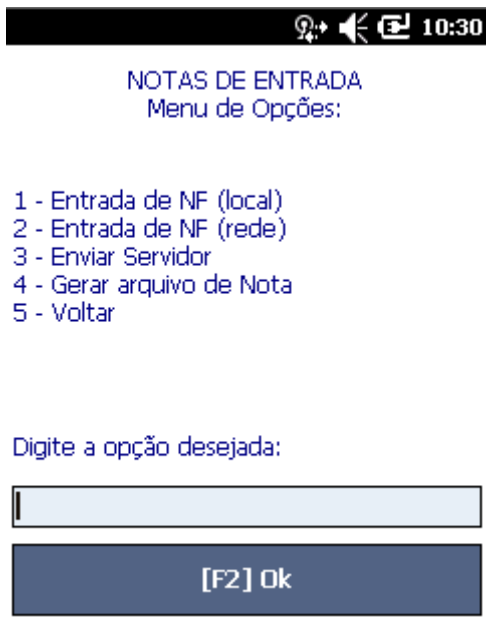 10:30
NOTAS DE ENTRADA
Menu de Opções:
1 - Entrada de NF (local)
2 - Entrada de NF (rede)
3 - Enviar Servidor
4 - Gerar arquivo de Nota
5 - Voltar
Digite a opção desejada:
[F2] Ok